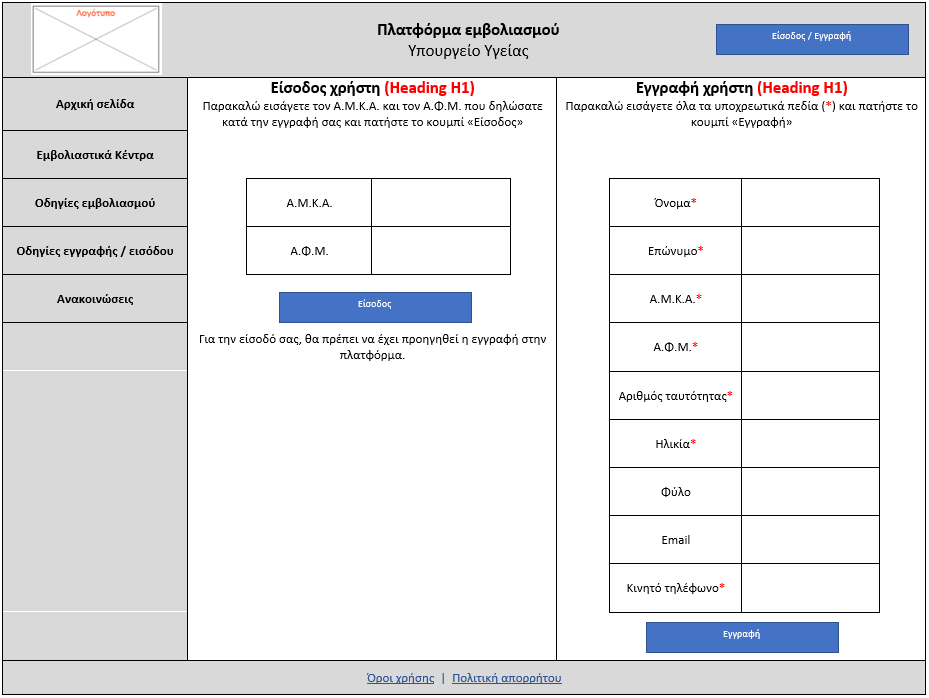 Λογότυπο
Πλατφόρμα εμβολιασμού
Υπουργείο Υγείας
Είσοδος / Εγγραφή
Αρχική σελίδα
Εμβολιαστικά Κέντρα
Οδηγίες εμβολιασμού
Οδηγίες εγγραφής / εισόδου
Ανακοινώσεις
Είσοδος χρήστη (Heading H1)
Παρακαλώ εισάγετε τον Α.Μ.Κ.Α. και τον Α.Φ.Μ. που δηλώσατε
κατά την εγγραφή σας και πατήστε το κουμπί «Είσοδος»
Α.Μ.Κ.Α.
Α.Φ.Μ.
Είσοδος
Για την είσοδό σας, θα πρέπει να έχει προηγηθεί η εγγραφή στην
πλατφόρμα.
Εγγραφή χρήστη (Heading H1)
Παρακαλώ εισάγετε όλα τα υποχρεωτικά πεδία (*) και πατήστε το
κουμπί «Εγγραφή»
Όνομα*
Επώνυμο*
Α.Μ.Κ.Α.*
Α.Φ.Μ.*
Αριθμός ταυτότητας*
Ηλικία*
Φύλο
Email
Κινητό τηλέφωνο*
Εγγραφή
Όροι χρήσης | Πολιτική απορρήτου